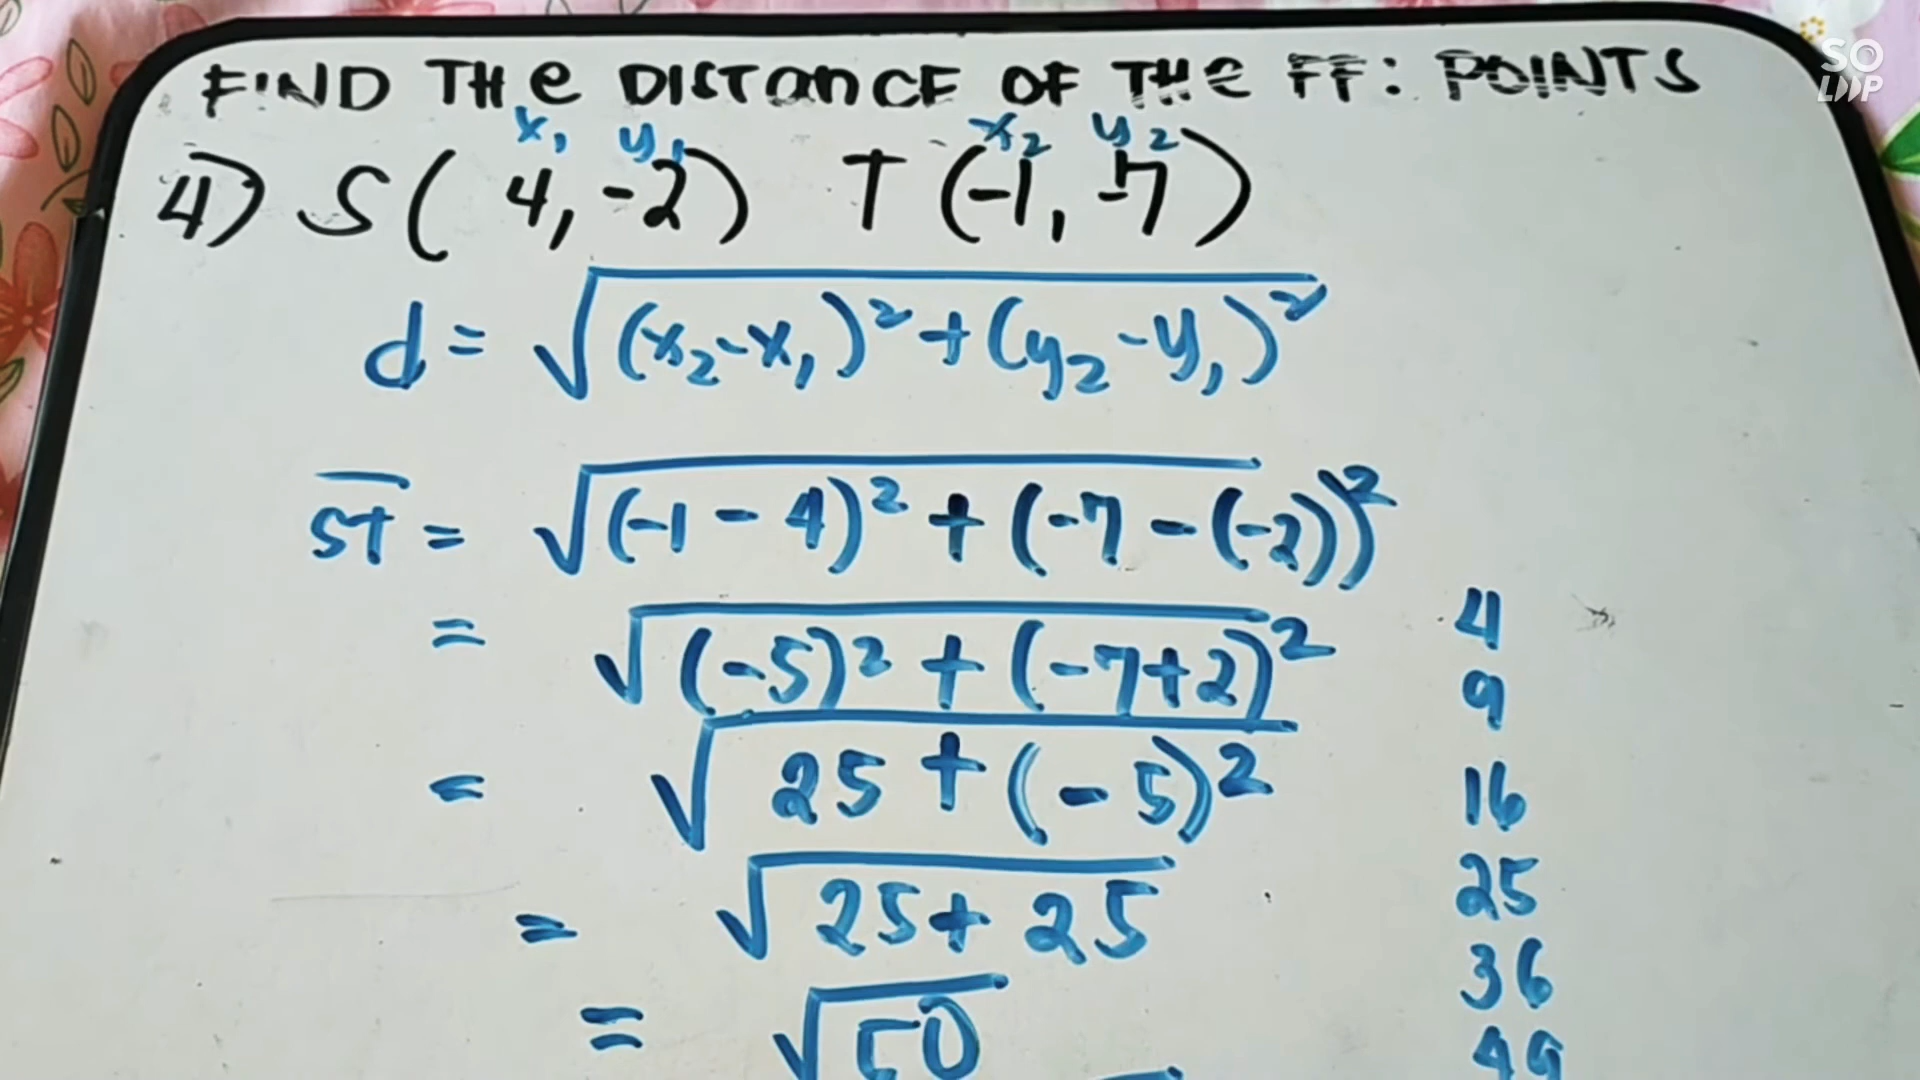 FIND THE DISTANCE OF THE FF: POINTS
x₁ y₁ x₂ y₂
4) S( 4, -2) T (-1, -7)
d = √(x₂-x₁)² + (y₂-y₁)²
ST = √(-1 - 4)² + (-7 - (-2))²
= √(-5)² + (-7+2)²
= √25 + (-5)²
= √25 + 25
= √50
4
9
16
25
36
49
SO
LOOP